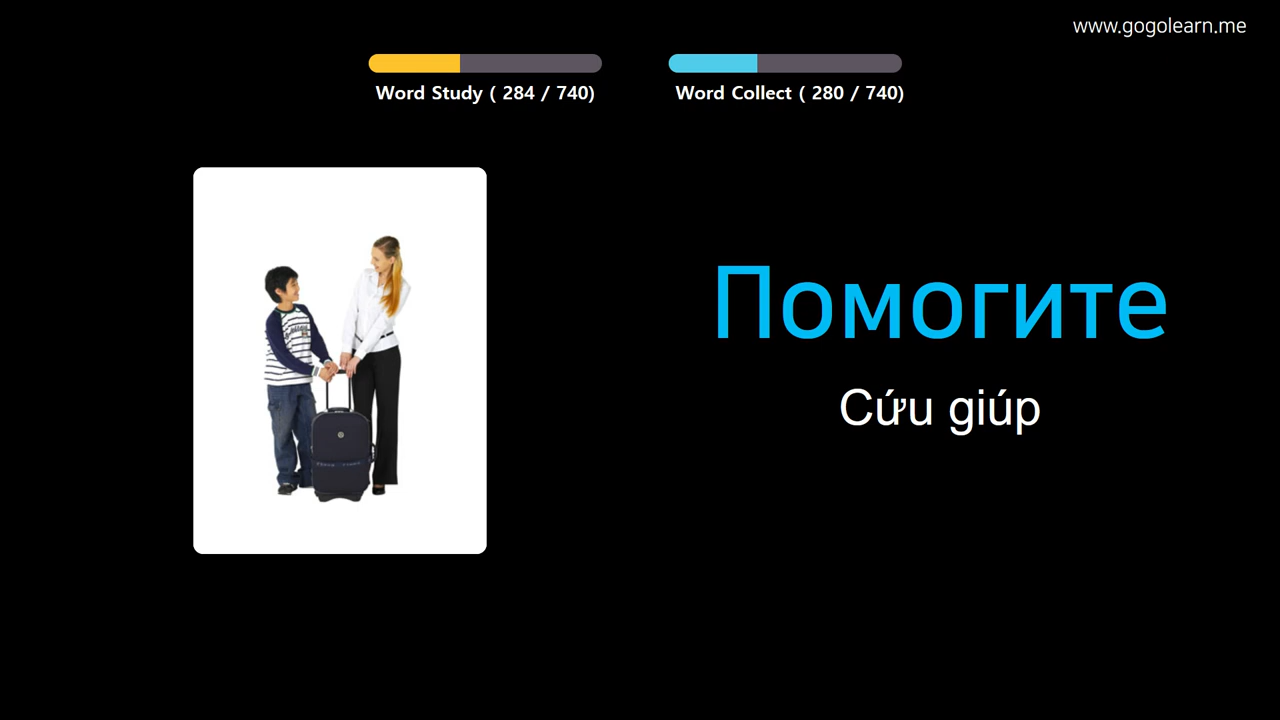 www.gogolearn.me
Word Study ( 284 / 740)
Word Collect ( 280 / 740)
Помогите
Cứu giúp